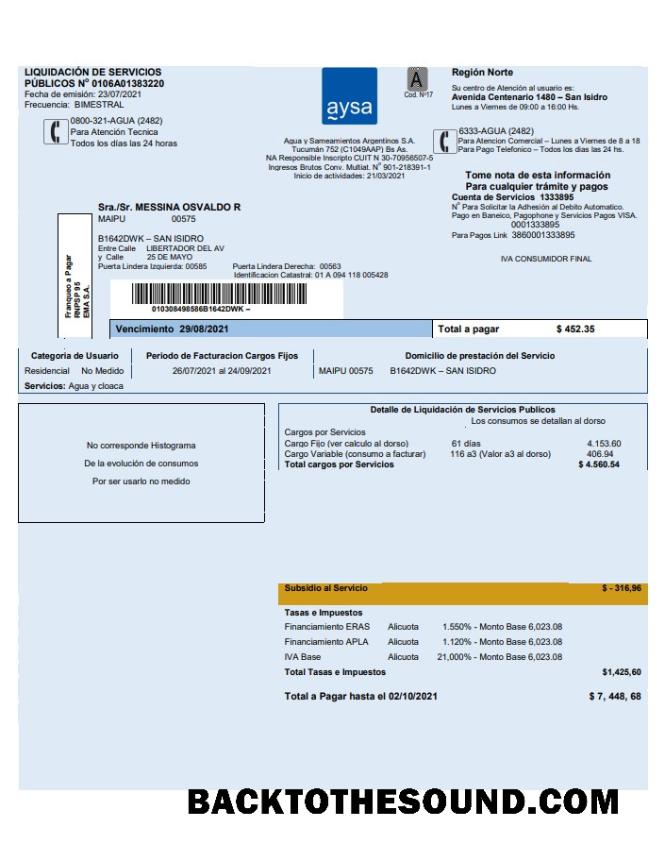 LIQUIDACIÓN DE SERVICIOS
PÚBLICOS Nº 0106A01383220
Fecha de emisión: 23/07/2021
Frecuencia: BIMESTRAL
0800-321-AGUA (2482)
Para Atención Tecnica
Todos los días las 24 horas
aysa
A
Cod. Nº17
Agua y Sameamientos Argentinos S.A.
Tucumán 752 (C1049AAP) Bs As.
NA Responsible Inscripto CUIT N 30-70956507-5
Ingresos Brutos Conv. Multiat. N° 901-218391-1
Inicio de actividades: 21/03/2021
Región Norte
Su centro de Atención al usuario es:
Avenida Centenario 1480 – San Isidro
Lunes a Viernes de 09:00 a 16:00 Hs.
6333-AGUA (2482)
Para Atencion Comercial – Lunes a Viernes de 8 a 18
Para Pago Telefonico – Todos los dias las 24 hs.
Tome nota de esta información
Para cualquier trámite y pagos
Cuenta de Servicios 1333895
N° Para Solicitar la Adhesión al Debito Automatico.
Pago en Baneico, Pagophone y Servicios Pagos VISA.
0001333895
Para Pagos Link 3860001333895
IVA CONSUMIDOR FINAL
Sra./Sr. MESSINA OSVALDO R
MAIPU 00575
B1642DWK – SAN ISIDRO
Entre Calle LIBERTADOR DEL AV
y Calle 25 DE MAYO
Puerta Lindera Izquierda: 00585 Puerta Lindera Derecha: 00563
Identificacion Catastral: 01 A 094 118 005428
Franqueo a Pagar
RNPSP 95
EMA S.A.
010308498586B1642DWK –
Vencimiento 29/08/2021 Total a pagar $ 452.35
Categoria de Usuario Periodo de Facturacion Cargos Fijos Domicilio de prestación del Servicio
Residencial No Medido 26/07/2021 al 24/09/2021 MAIPU 00575 B1642DWK – SAN ISIDRO
Servicios: Agua y cloaca
No corresponde Histograma
De la evolución de consumos
Por ser usarlo no medido
Detalle de Liquidación de Servicios Publicos
Los consumos se detallan al dorso
Cargos por Servicios
Cargo Fijo (ver calculo al dorso) 61 días 4.153.60
Cargo Variable (consumo a facturar) 116 a3 (Valor a3 al dorso) 406.94
Total cargos por Servicios $ 4.560.54
Subsidio al Servicio $ - 316,96
Tasas e Impuestos
Financiamiento ERAS Alicuota 1.550% - Monto Base 6,023.08
Financiamiento APLA Alicuota 1.120% - Monto Base 6,023.08
IVA Base Alicuota 21,000% - Monto Base 6,023.08
Total Tasas e Impuestos $1,425,60
Total a Pagar hasta el 02/10/2021 $ 7, 448, 68
BACKTOTHESOUND.COM